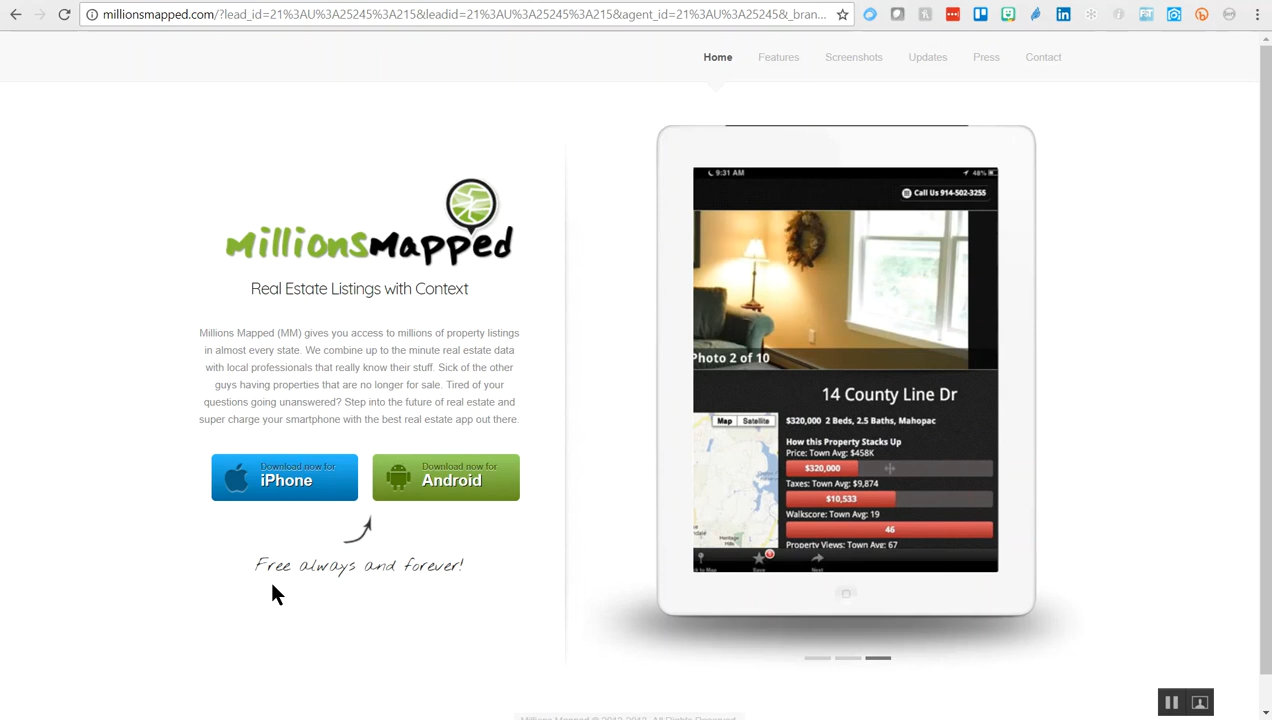 millionsmapped.com/?lead_id=21%3AU%3A25245%3A215&leadid=21%3AU%3A25245%3A215&agent_id=21%3AU%3A25245&_bran...
Home Features Screenshots Updates Press Contact
millionsmapped
Real Estate Listings with Context
Millions Mapped (MM) gives you access to millions of property listings
in almost every state. We combine up to the minute real estate data
with local professionals that really know their stuff. Sick of the other
guys having properties that are no longer for sale. Tired of your
questions going unanswered? Step into the future of real estate and
super charge your smartphone with the best real estate app out there.
Download now for
iPhone
Download now for
Android
Free always and forever!
9:31 AM 48%
Call Us 914-502-3255
Photo 2 of 10
14 County Line Dr
Map Satellite
$320,000 2 Beds, 2.5 Baths, Mahopac
How this Property Stacks Up
Price: Town Avg: $458K
$320,000
Taxes: Town Avg: $9,874
$10,533
Walkscore: Town Avg: 19
46
Property Views: Town Avg: 67
Heritage
Hills
k to Map Save Next